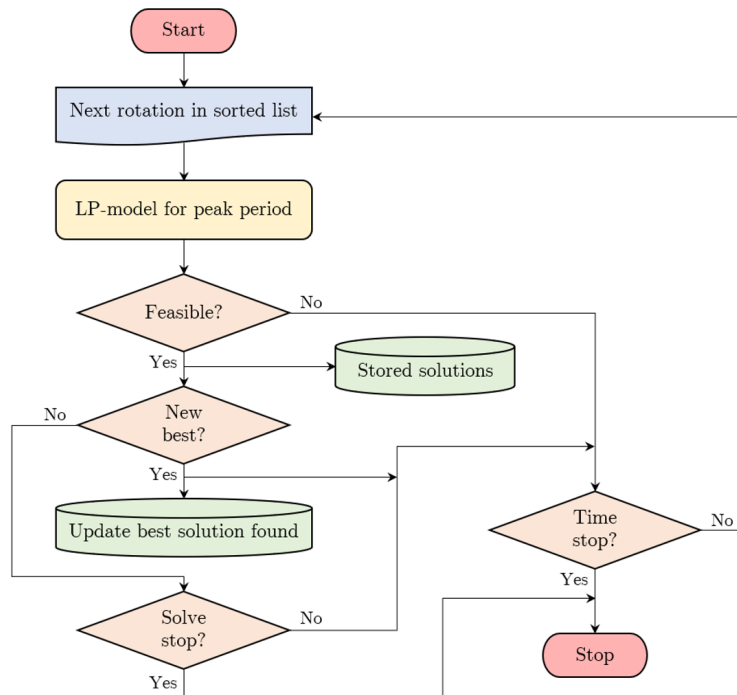 Start
Next rotation in sorted list
LP-model for peak period
Feasible?
No
Yes
Stored solutions
No
New
best?
Yes
Update best solution found
Time
stop?
No
Yes
Solve
stop?
No
Stop
Yes